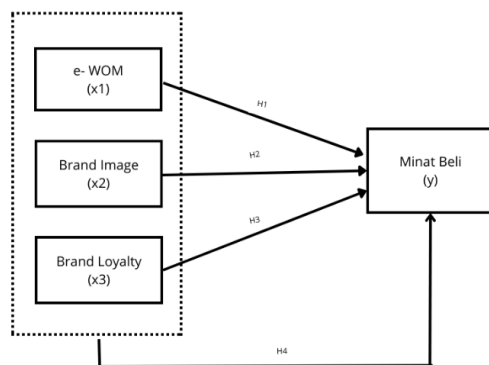 e- WOM
(x1)
H1
Brand Image
(x2)
H2
Minat Beli
(y)
Brand Loyalty
(x3)
H3
H4